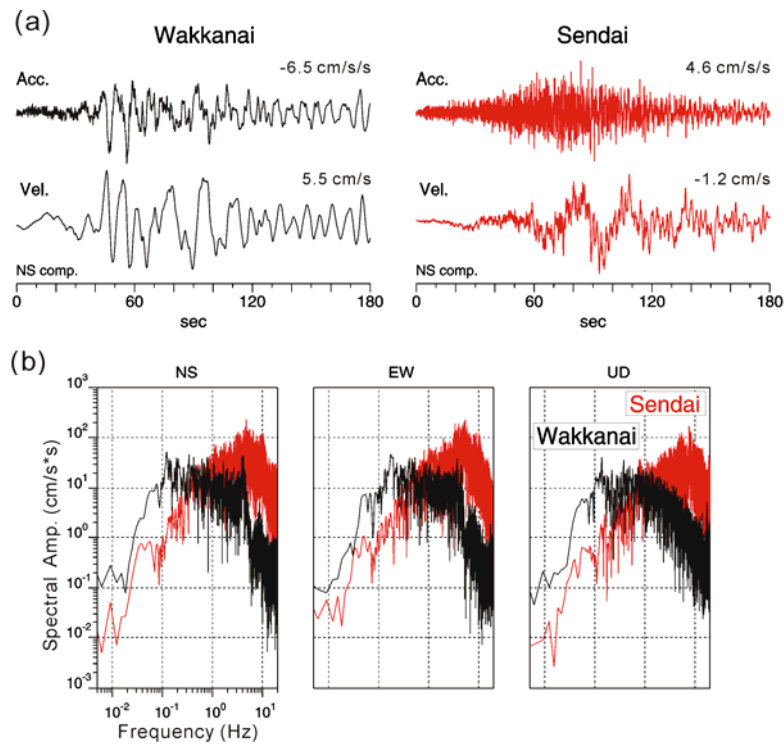 (a)
Wakkanai
Sendai
Acc.
-6.5 cm/s/s
Acc.
4.6 cm/s/s
Vel.
5.5 cm/s
Vel.
-1.2 cm/s
NS comp.
NS comp.
0 60 120 180
0 60 120 180
sec
sec
(b)
NS
EW
UD
Sendai
Wakkanai
Spectral Amp. (cm/s*s)
10³
10²
10¹
10⁰
10⁻¹
10⁻²
10⁻³
10⁻² 10⁻¹ 10⁰ 10¹
Frequency (Hz)